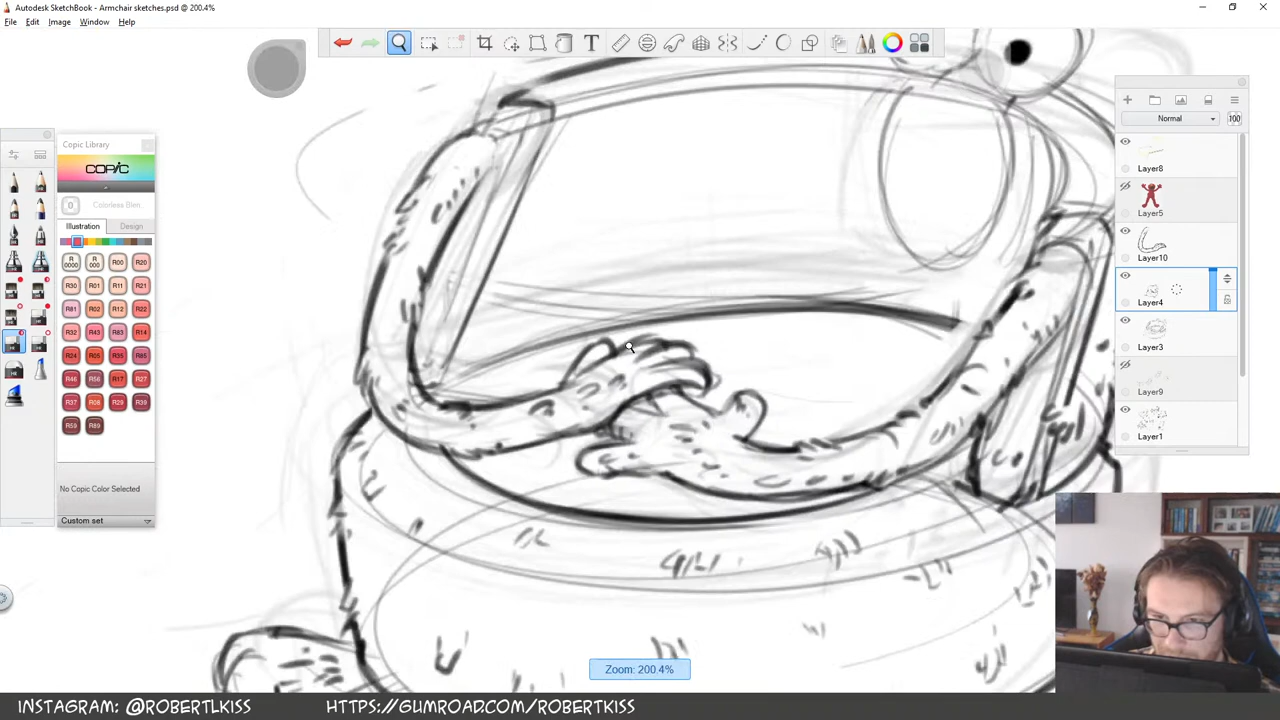 Autodesk SketchBook - Armchair sketches.psd @ 200.4%
File Edit Image Window Help
Normal
100
Copic Library
COPIC
0 Colorless Blen..
Illustration Design
R0000 R000 R00 R20
R30 R01 R11 R21
R81 R02 R12 R22
R32 R43 R83 R14
R24 R05 R35 R85
R46 R56 R17 R27
R37 R08 R29 R39
R59 R89
No Copic Color Selected
Custom set
Layer8
Layer5
Layer10
Layer4
Layer3
Layer9
Layer1
Zoom: 200.4%
INSTAGRAM: @ROBERTLKISS HTTPS://GUMROAD.COM/ROBERTKISS